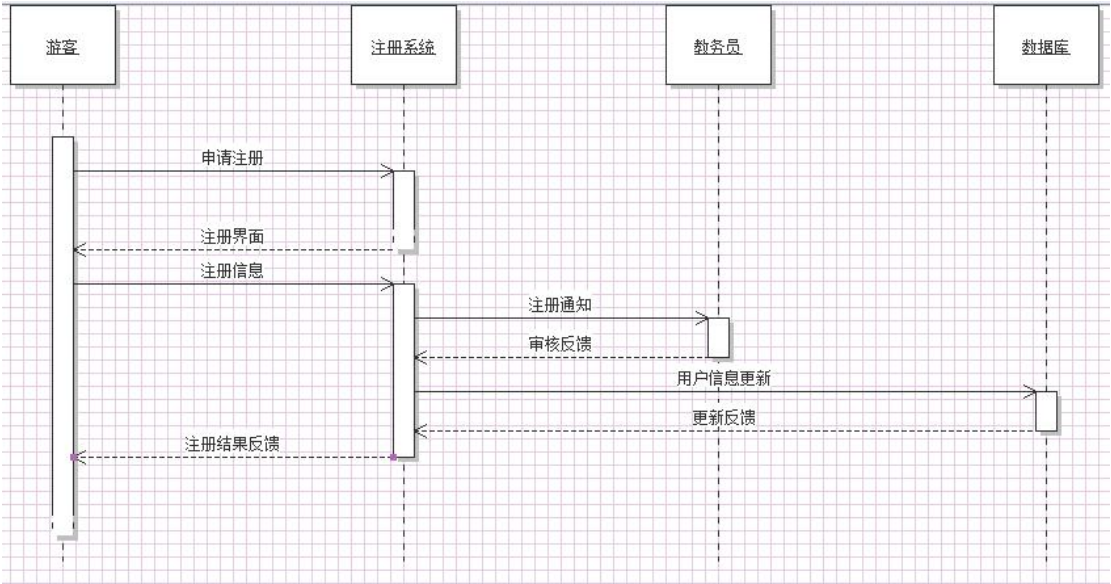 游客
注册系统
教务员
数据库
申请注册
注册界面
注册信息
注册通知
审核反馈
用户信息更新
更新反馈
注册结果反馈